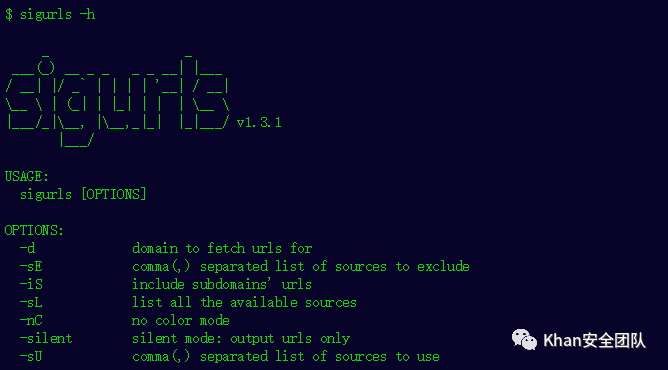 $ sigurls -h
sigurls v1.3.1
USAGE:
sigurls [OPTIONS]
OPTIONS:
-d domain to fetch urls for
-sE comma(,) separated list of sources to exclude
-iS include subdomains' urls
-sL list all the available sources
-nC no color mode
-silent silent mode: output urls only
-sU comma(,) separated list of sources to use
Khan安全团队